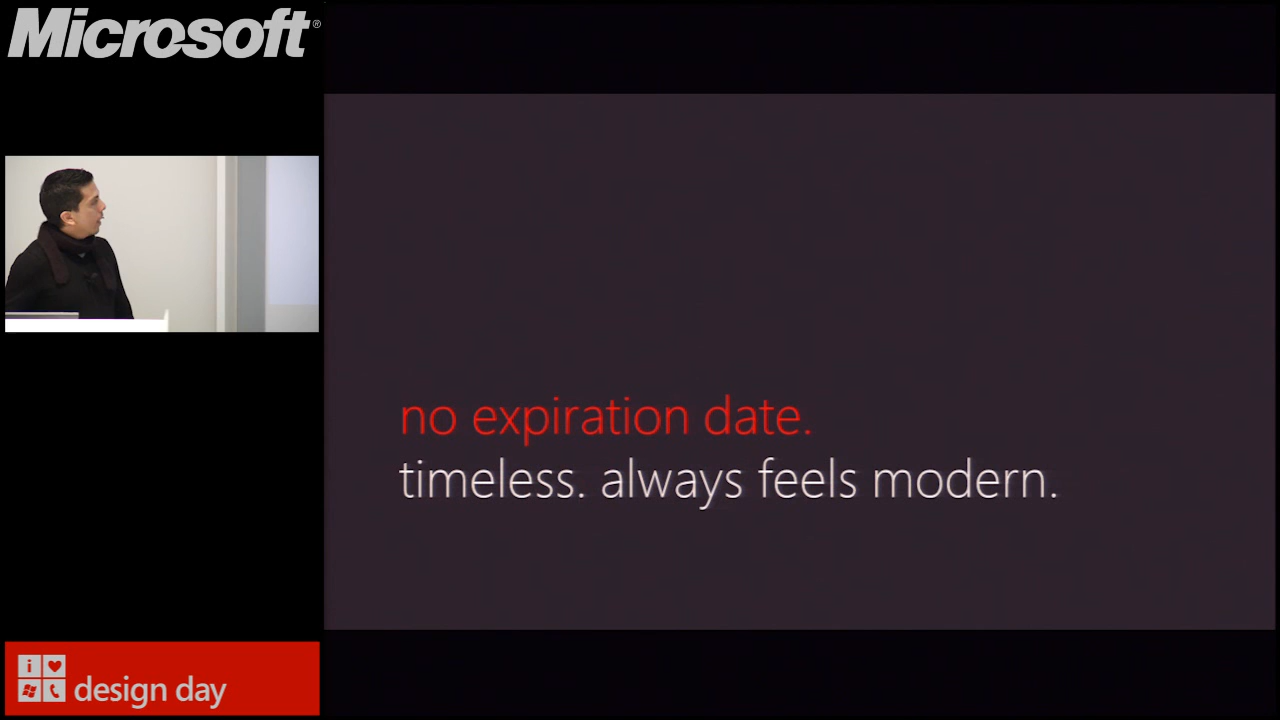 Microsoft®
no expiration date.
timeless. always feels modern.
i
design day